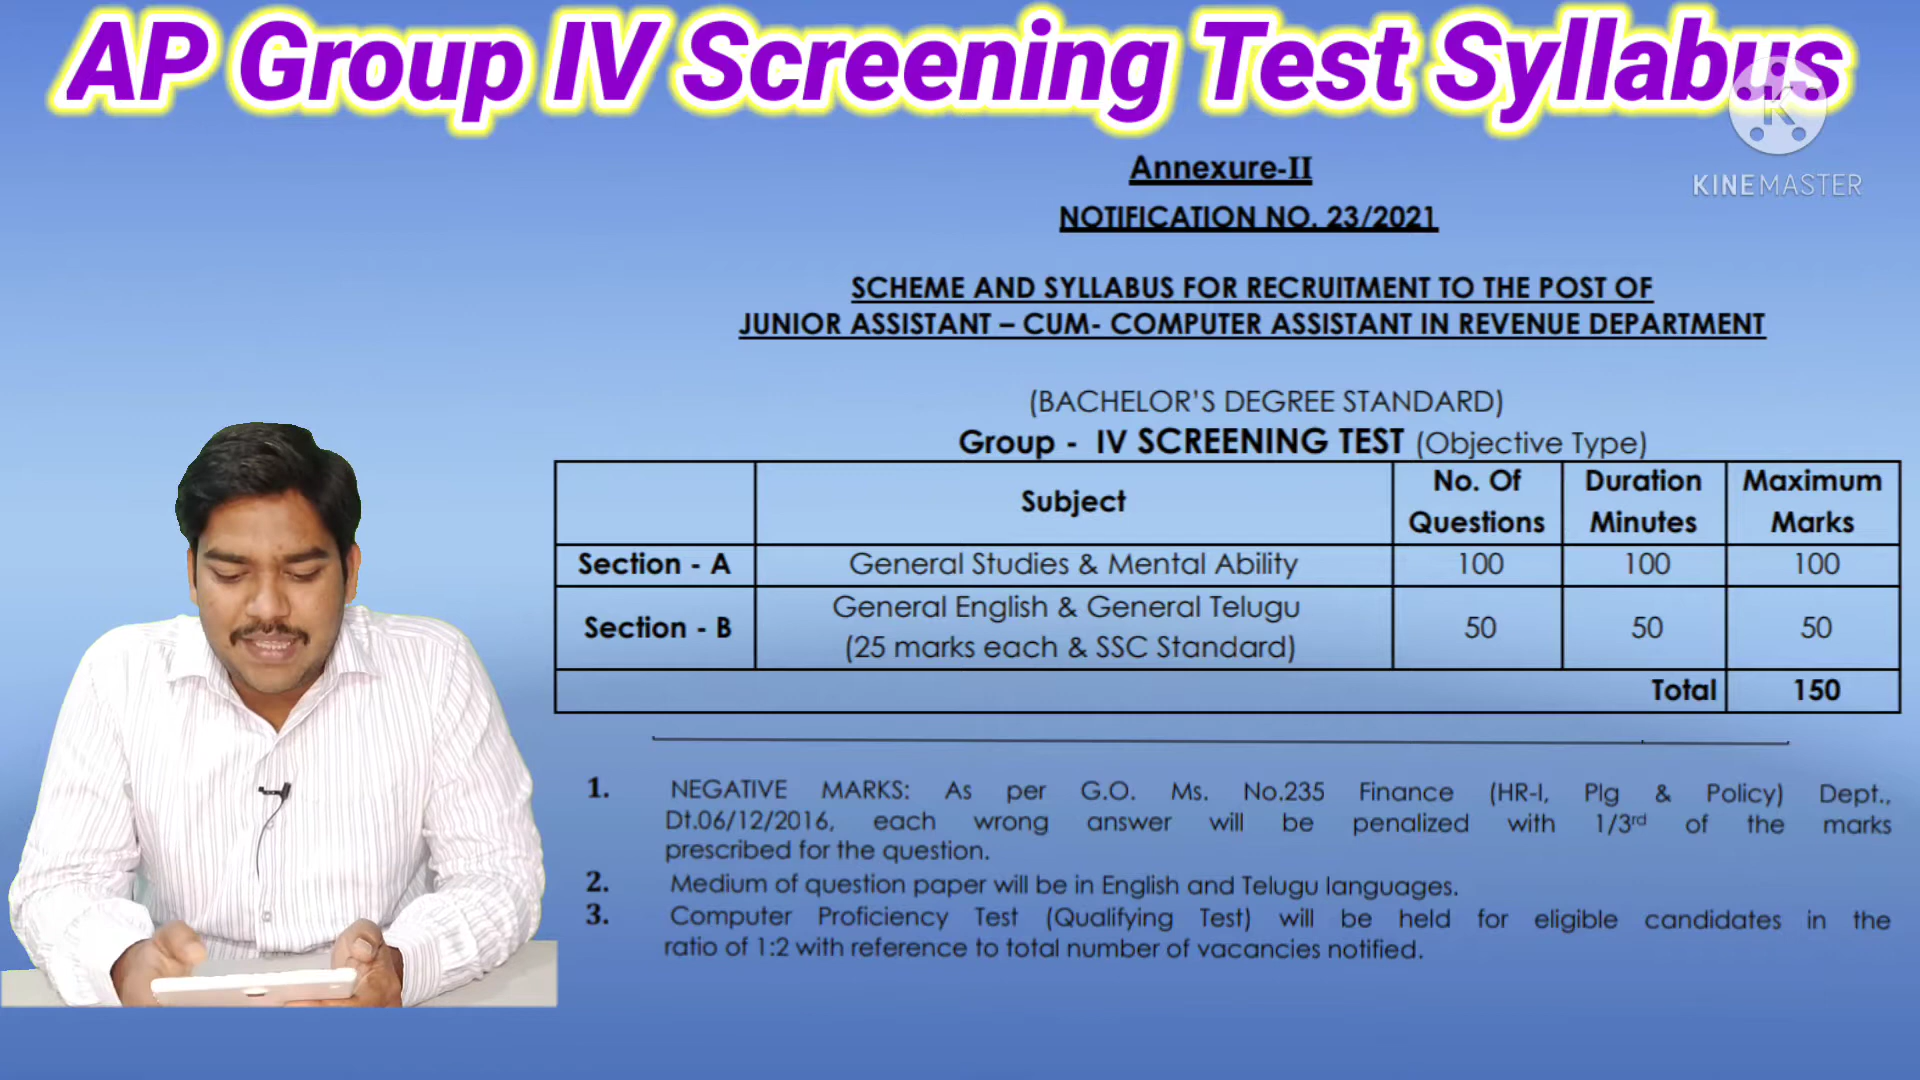 AP Group IV Screening Test Syllabus
KINEMASTER
Annexure-II
NOTIFICATION NO. 23/2021
SCHEME AND SYLLABUS FOR RECRUITMENT TO THE POST OF
JUNIOR ASSISTANT – CUM- COMPUTER ASSISTANT IN REVENUE DEPARTMENT
(BACHELOR'S DEGREE STANDARD)
Group - IV SCREENING TEST (Objective Type)
Subject No. Of Questions Duration Minutes Maximum Marks
Section - A General Studies & Mental Ability 100 100 100
Section - B General English & General Telugu (25 marks each & SSC Standard) 50 50 50
Total 150
1. NEGATIVE MARKS: As per G.O. Ms. No.235 Finance (HR-I, Plg & Policy) Dept.,
Dt.06/12/2016, each wrong answer will be penalized with 1/3rd of the marks
prescribed for the question.
2. Medium of question paper will be in English and Telugu languages.
3. Computer Proficiency Test (Qualifying Test) will be held for eligible candidates in the
ratio of 1:2 with reference to total number of vacancies notified.